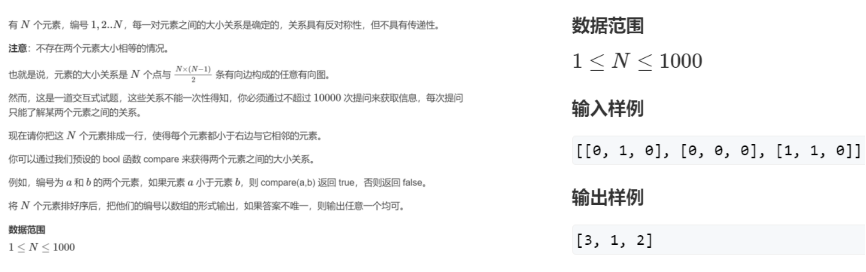 有 N 个元素，编号 1,2..N，每一对元素之间的大小关系是确定的，关系具有反对称性，但不具有传递性。
注意：不存在两个元素大小相等的情况。
也就是说，元素的大小关系是 N 个点与 N×(N−1)/2 条有向边构成的任意有向图。
然而，这是一道交互式试题，这些关系不能一次性得知，你必须通过不超过 10000 次提问来获取信息，每次提问
只能了解某两个元素之间的关系。
现在请你把这 N 个元素排成一行，使得每个元素都小于右边与它相邻的元素。
你可以通过我们预设的 bool 函数 compare 来获得两个元素之间的大小关系。
例如，编号为 a 和 b 的两个元素，如果元素 a 小于元素 b，则 compare(a,b) 返回 true，否则返回 false。
将 N 个元素排好序后，把他们的编号以数组的形式输出，如果答案不唯一，则输出任意一个均可。
数据范围
1 ≤ N ≤ 1000
数据范围
1 ≤ N ≤ 1000
输入样例
[[0, 1, 0], [0, 0, 0], [1, 1, 0]]
输出样例
[3, 1, 2]